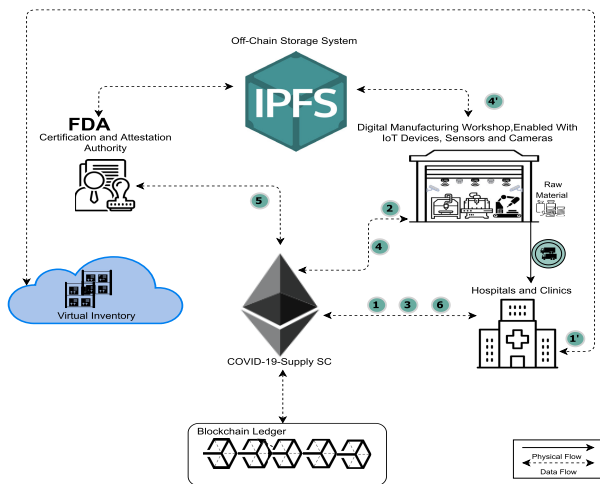 Off-Chain Storage System
IPFS
4'
FDA
Certification and Attestation
Authority
Digital Manufacturing Workshop,Enabled With
IoT Devices, Sensors and Cameras
Raw
Material
5
2
4
Hospitals and Clinics
Virtual Inventory
1 3 6
1'
COVID-19-Supply SC
Blockchain Ledger
Physical Flow
Data Flow